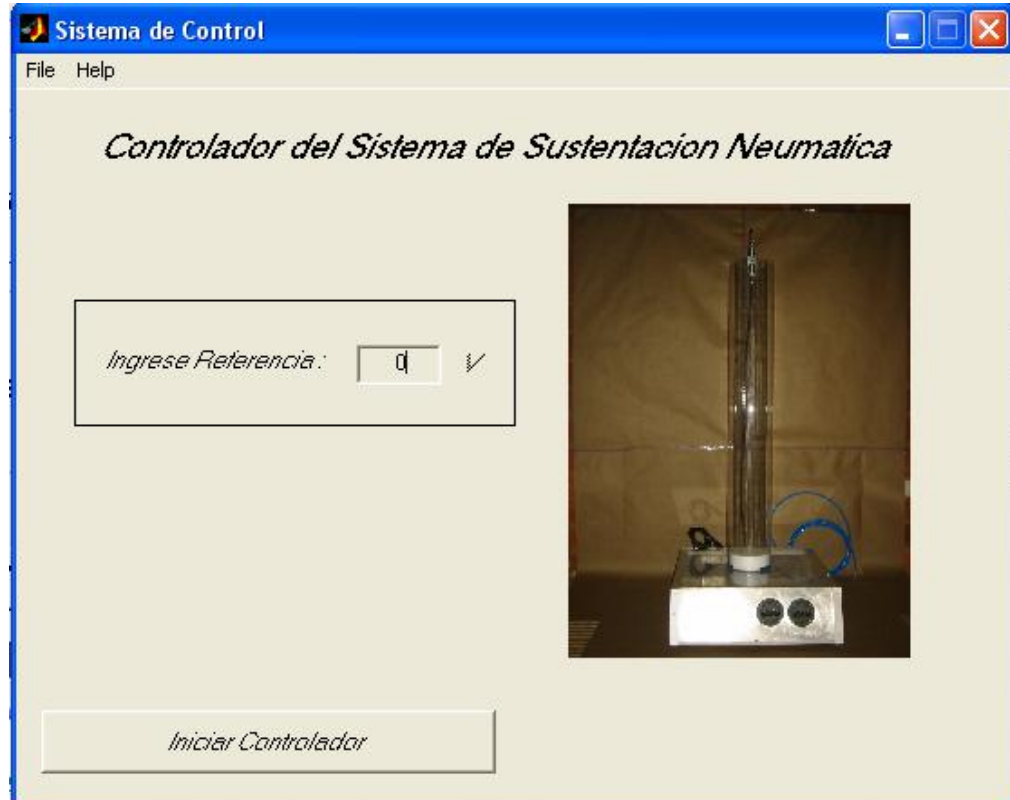 Sistema de Control
File Help
Controlador del Sistema de Sustentacion Neumatica
Ingrese Referencia : 0 V
Iniciar Controlador